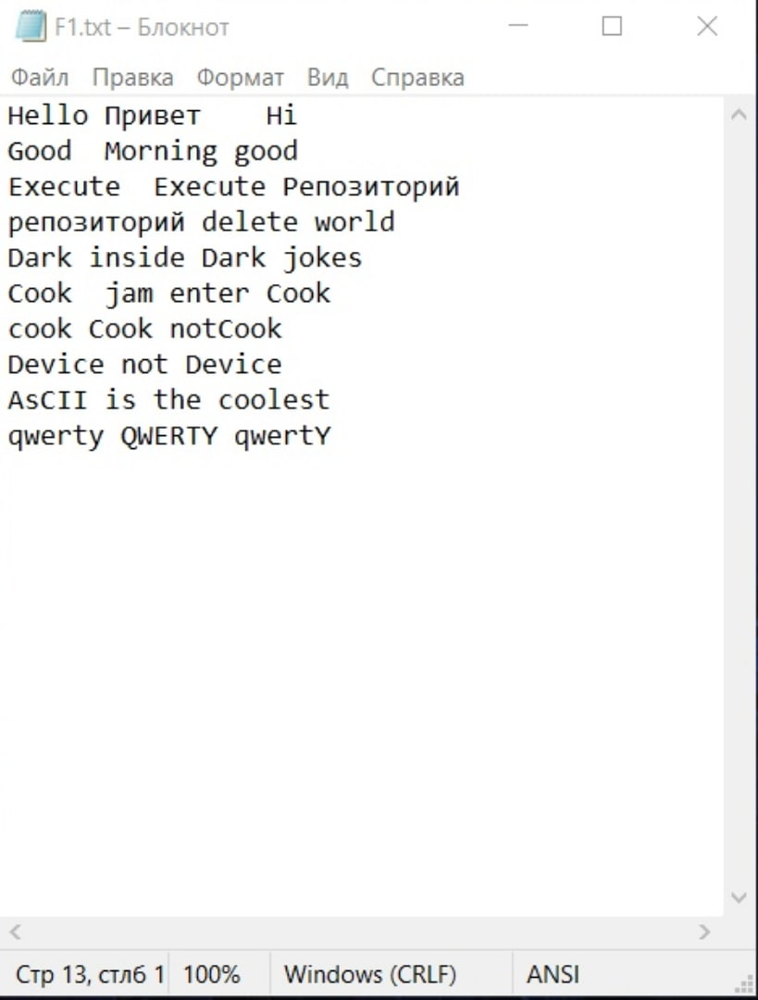 F1.txt – Блокнот
Файл Правка Формат Вид Справка
Hello Привет    Hi
Good  Morning good
Execute  Execute Репозиторий
репозиторий delete world
Dark inside Dark jokes
Cook  jam enter Cook
cook Cook notCook
Device not Device
AsCII is the coolest
qwerty QWERTY qwertY
Стр 13, стлб 1 100% Windows (CRLF) ANSI